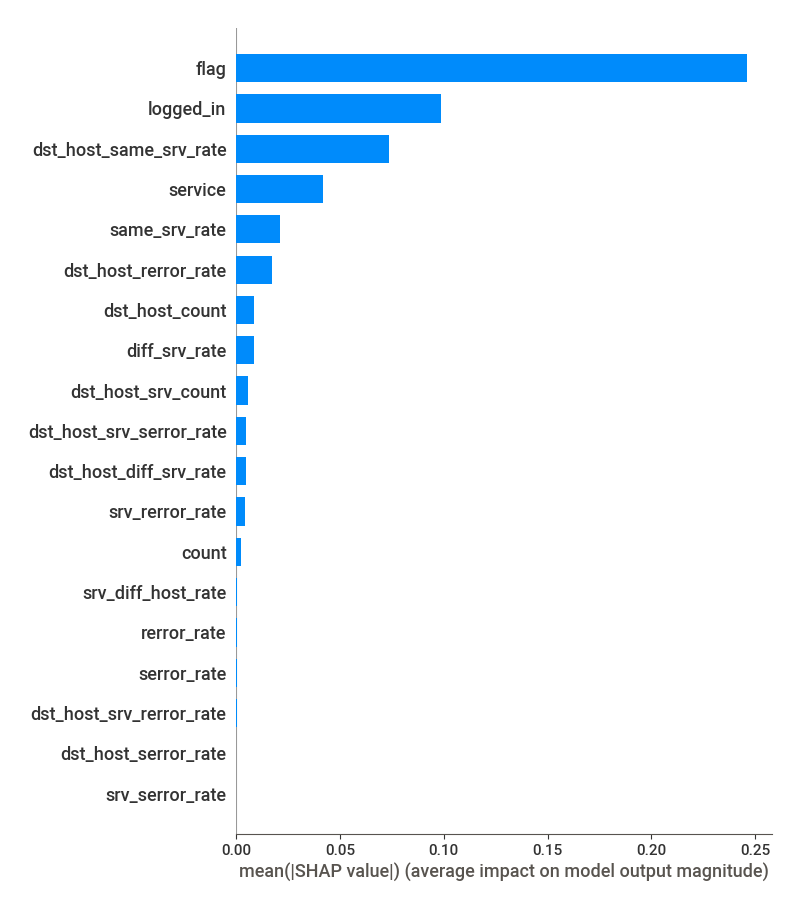 flag
logged_in
dst_host_same_srv_rate
service
same_srv_rate
dst_host_rerror_rate
dst_host_count
diff_srv_rate
dst_host_srv_count
dst_host_srv_serror_rate
dst_host_diff_srv_rate
srv_rerror_rate
count
srv_diff_host_rate
rerror_rate
serror_rate
dst_host_srv_rerror_rate
dst_host_serror_rate
srv_serror_rate
0.00 0.05 0.10 0.15 0.20 0.25
mean(|SHAP value|) (average impact on model output magnitude)